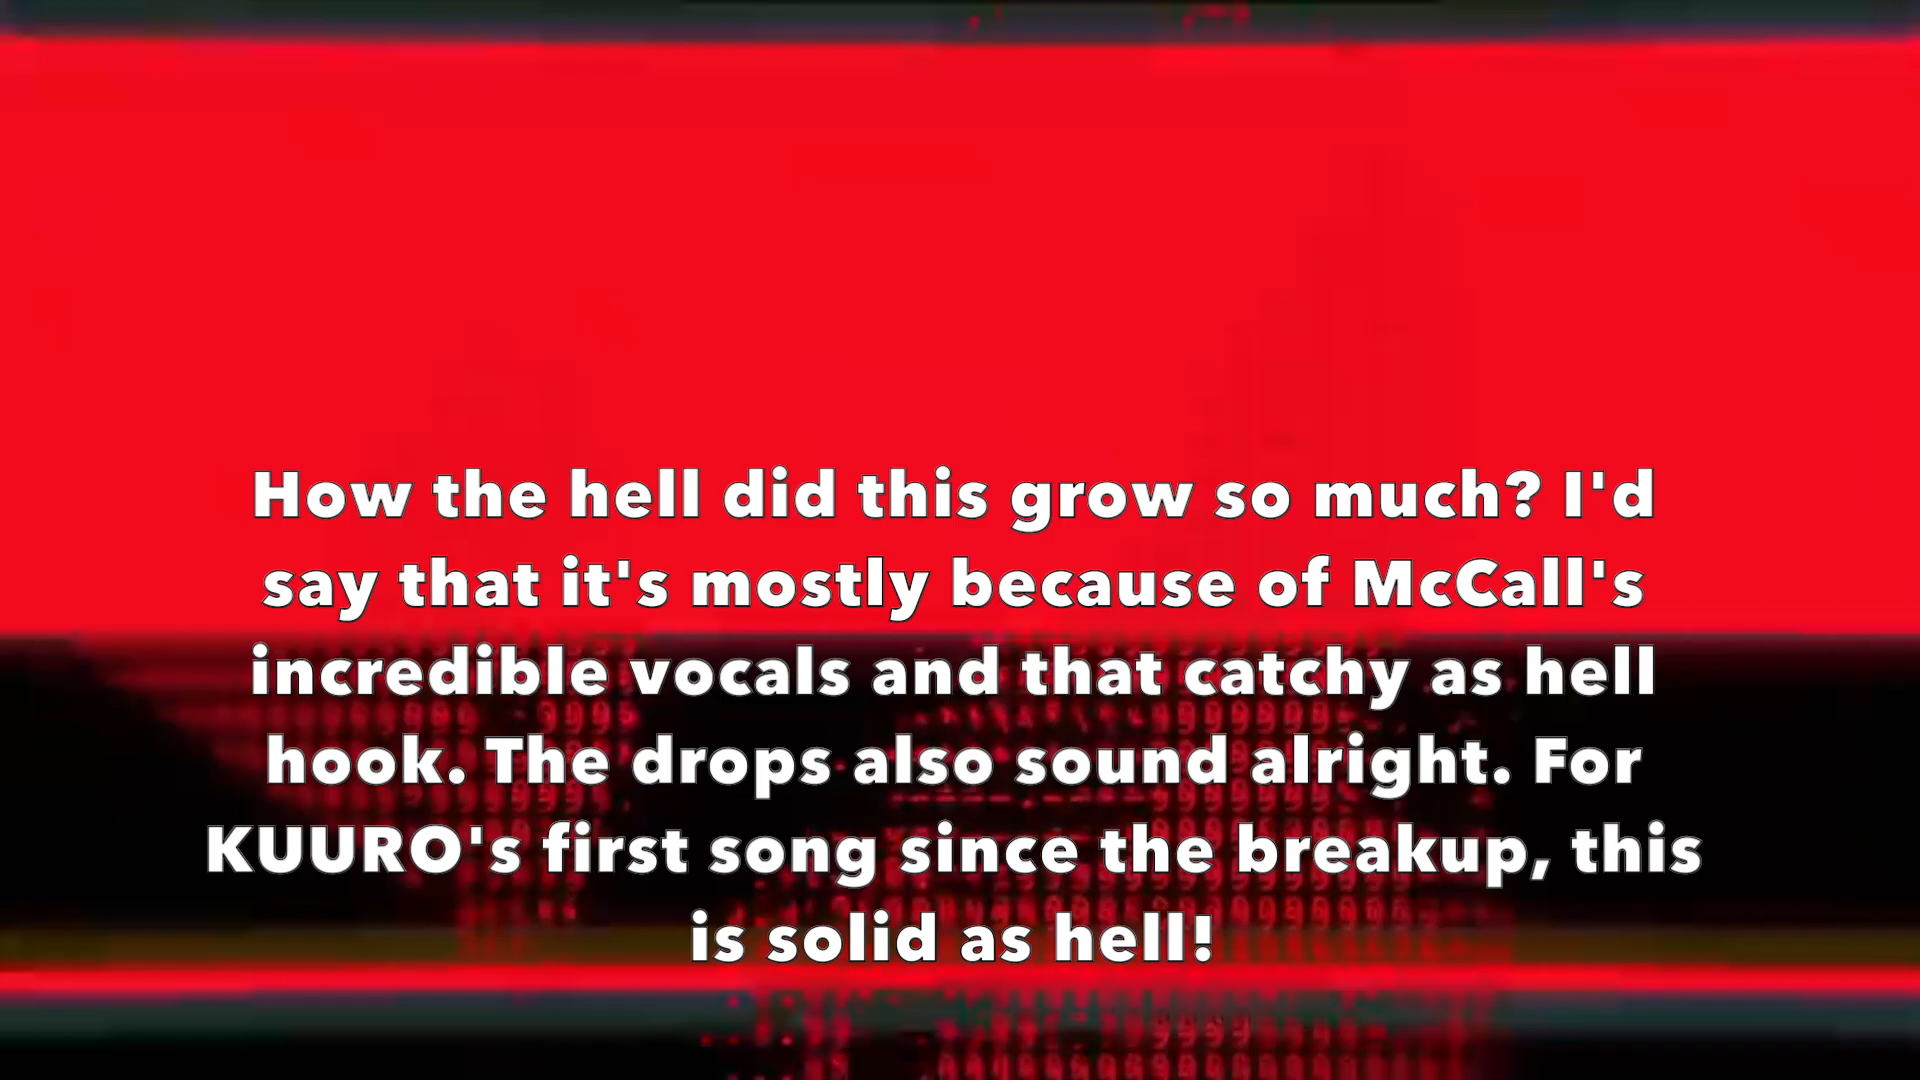 How the hell did this grow so much? I'd
say that it's mostly because of McCall's
incredible vocals and that catchy as hell
hook. The drops also sound alright. For
KUURO's first song since the breakup, this
is solid as hell!